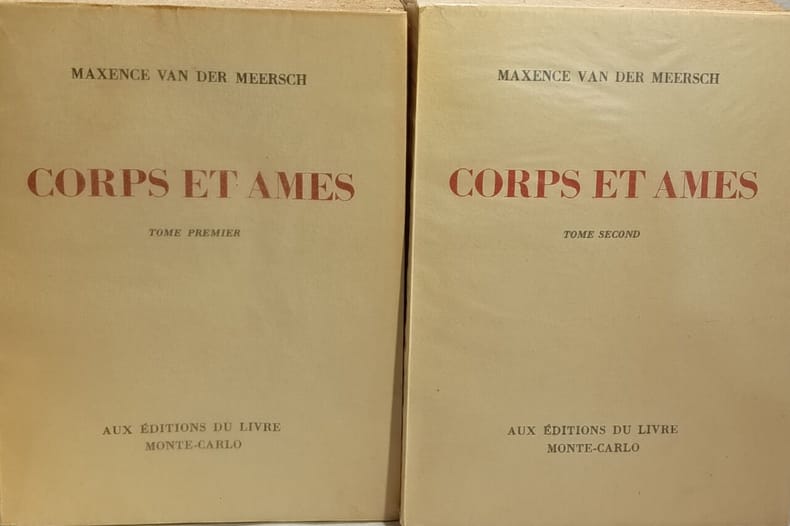 MAXENCE VAN DER MEERSCH
CORPS ET AMES
TOME PREMIER
AUX ÉDITIONS DU LIVRE
MONTE-CARLO
MAXENCE VAN DER MEERSCH
CORPS ET AMES
TOME SECOND
AUX ÉDITIONS DU LIVRE
MONTE-CARLO